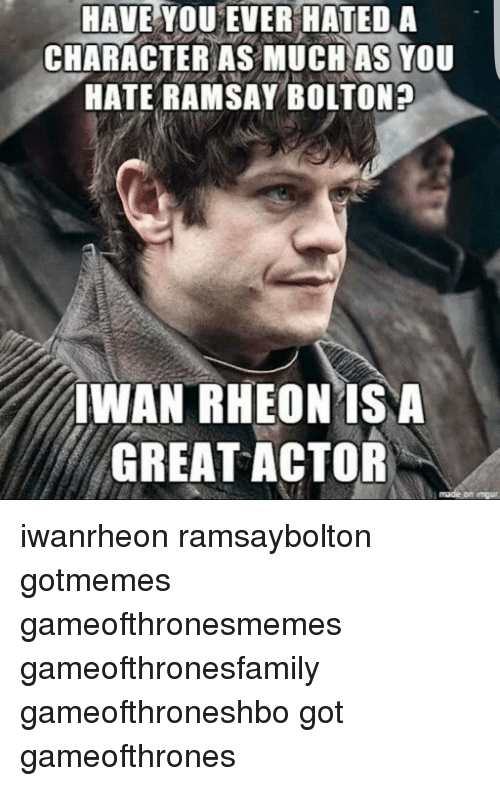 HAVE YOU EVER HATED A
CHARACTER AS MUCH AS YOU
HATE RAMSAY BOLTON?
IWAN RHEON IS A
GREAT ACTOR
made on imgur
iwanrheon ramsaybolton
gotmemes
gameofthronesmemes
gameofthronesfamily
gameofthroneshbo got
gameofthrones